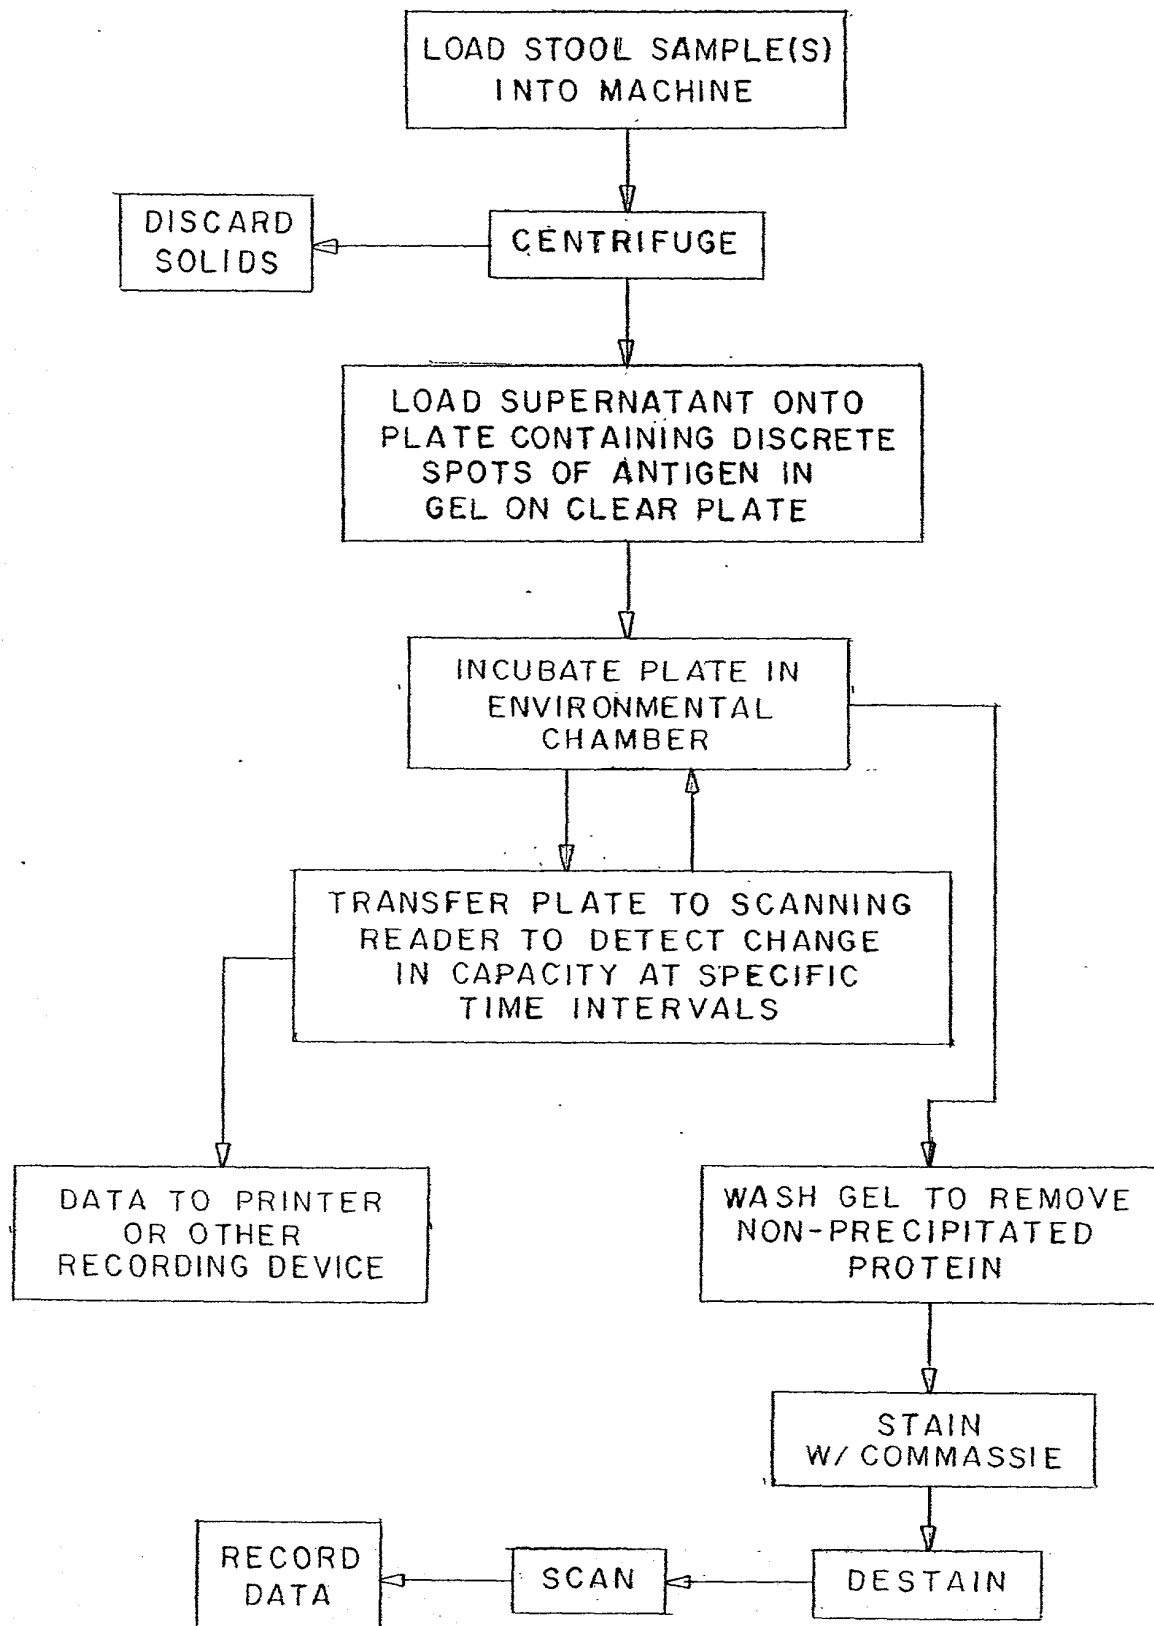 LOAD STOOL SAMPLE(S)
INTO MACHINE
DISCARD
SOLIDS
CENTRIFUGE
LOAD SUPERNATANT ONTO
PLATE CONTAINING DISCRETE
SPOTS OF ANTIGEN IN
GEL ON CLEAR PLATE
INCUBATE PLATE IN
ENVIRONMENTAL
CHAMBER
TRANSFER PLATE TO SCANNING
READER TO DETECT CHANGE
IN CAPACITY AT SPECIFIC
TIME INTERVALS
DATA TO PRINTER
OR OTHER
RECORDING DEVICE
WASH GEL TO REMOVE
NON-PRECIPITATED
PROTEIN
STAIN
W/ COMMASSIE
RECORD
DATA
SCAN
DESTAIN